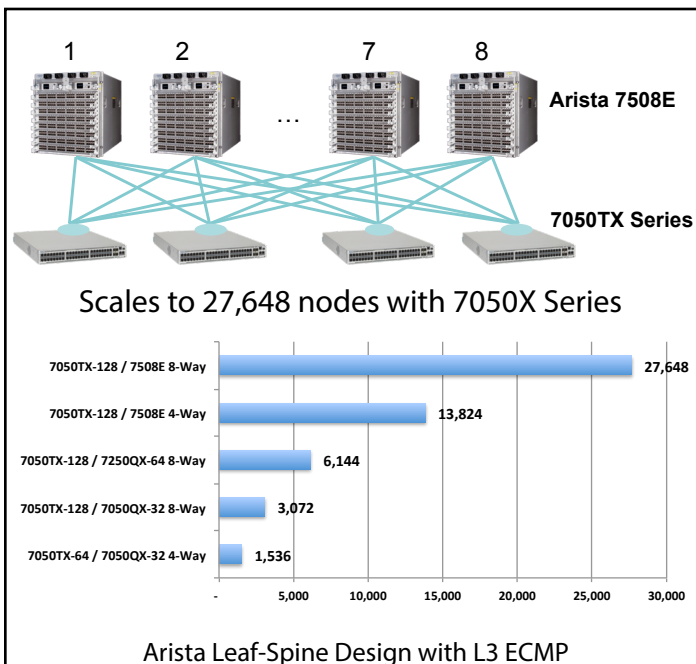 1 2 7 8
Arista 7508E
…
7050TX Series
Scales to 27,648 nodes with 7050X Series
7050TX-128 / 7508E 8-Way 27,648
7050TX-128 / 7508E 4-Way 13,824
7050TX-128 / 7250QX-64 8-Way 6,144
7050TX-128 / 7050QX-32 8-Way 3,072
7050TX-64 / 7050QX-32 4-Way 1,536
- 5,000 10,000 15,000 20,000 25,000 30,000
Arista Leaf-Spine Design with L3 ECMP